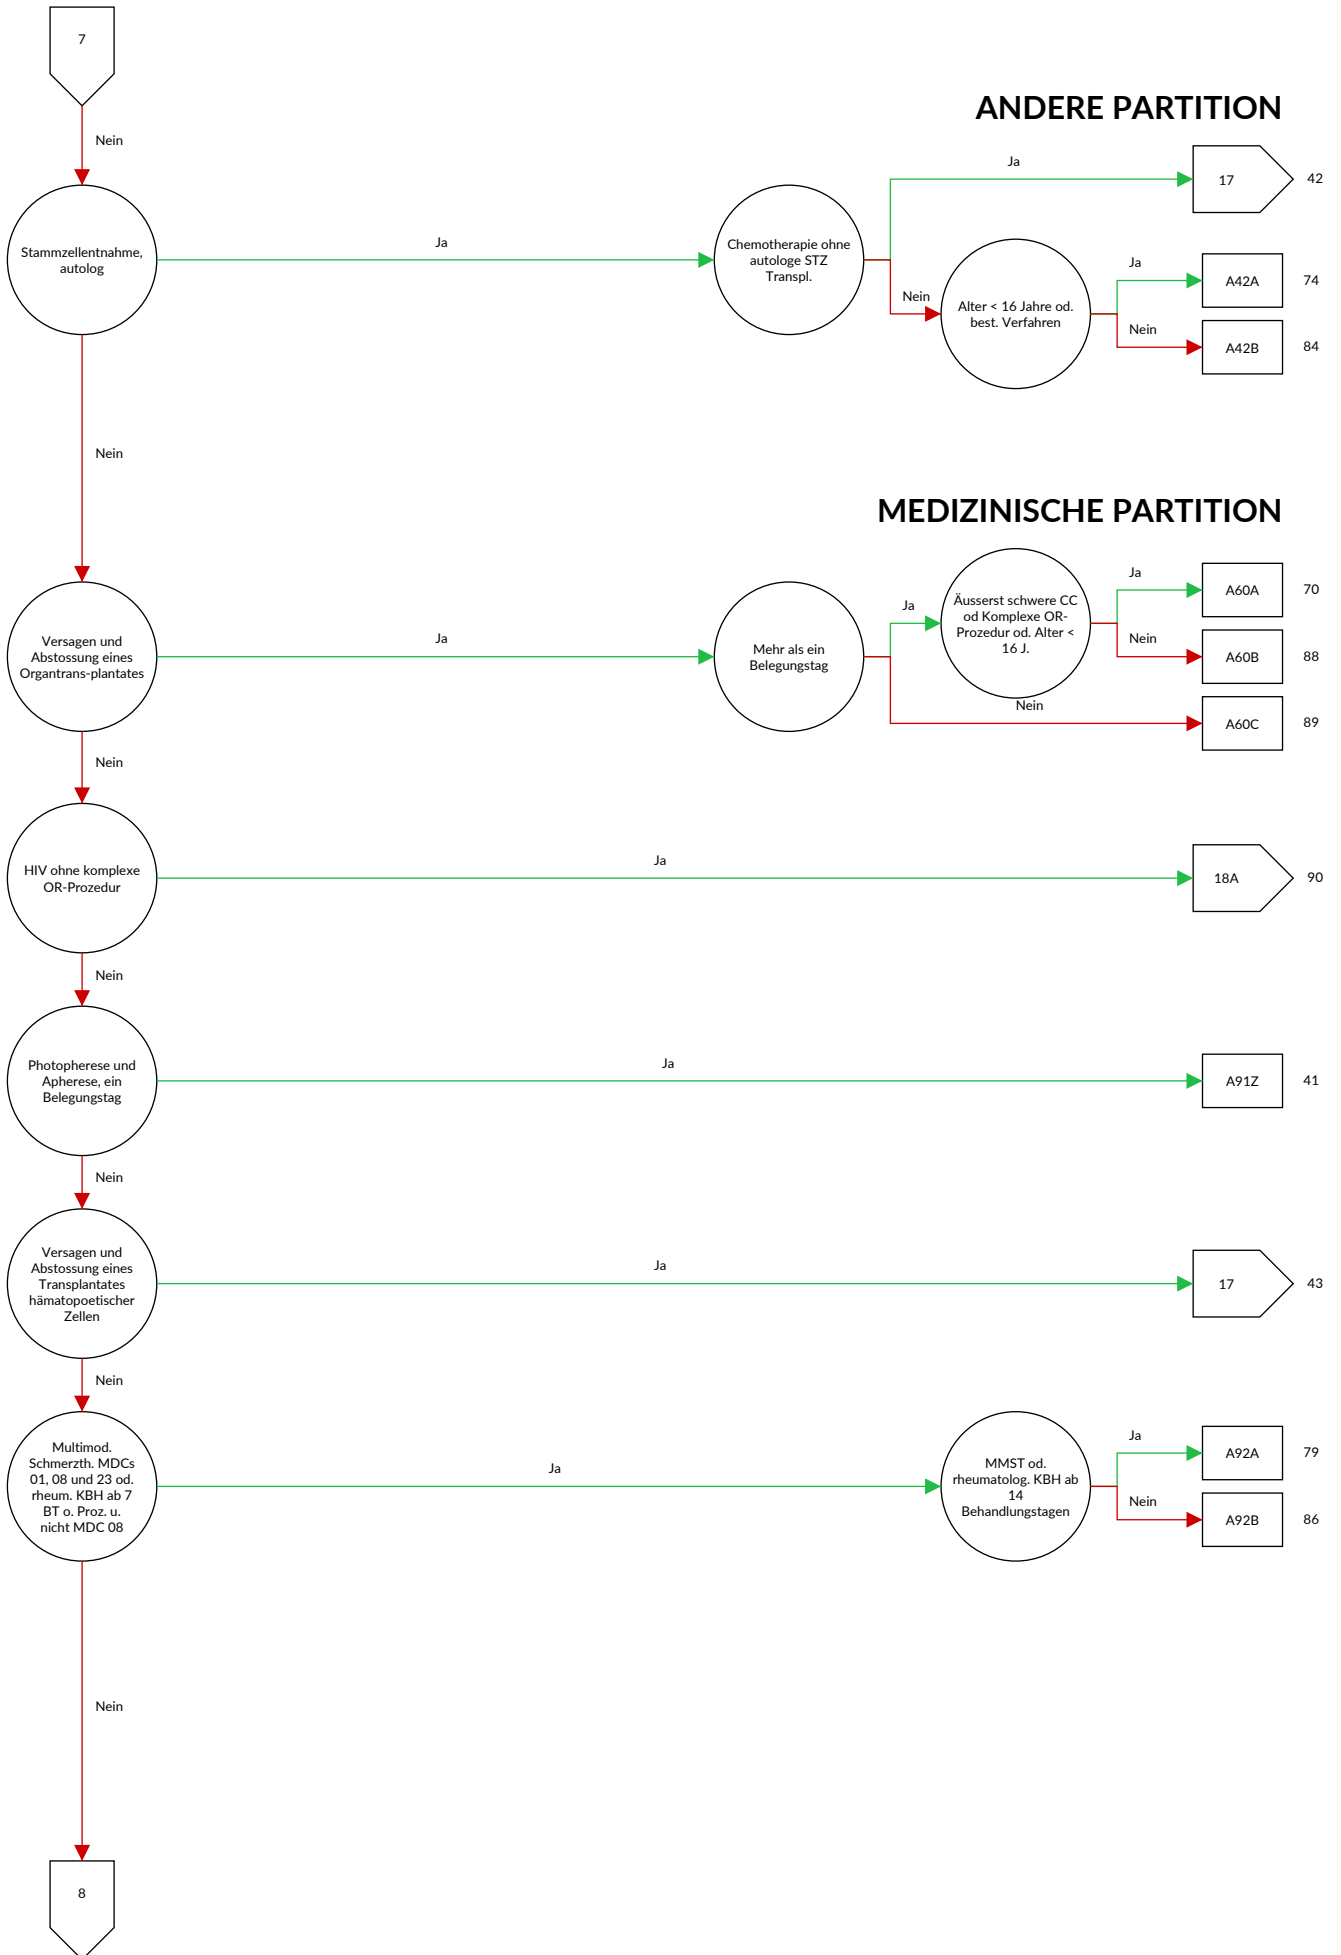 7
Nein
ANDERE PARTITION
Ja
17
42
Stammzellentnahme,
autolog
Ja
Chemotherapie ohne
autologe STZ
Transpl.
Nein
Alter < 16 Jahre od.
best. Verfahren
Ja
A42A
74
Nein
A42B
84
Nein
MEDIZINISCHE PARTITION
Versagen und
Abstossung eines
Organtrans-plantates
Ja
Mehr als ein
Belegungstag
Ja
Äusserst schwere CC
od Komplexe OR-
Prozedur od. Alter <
16 J.
Ja
A60A
70
Nein
A60B
88
Nein
A60C
89
Nein
HIV ohne komplexe
OR-Prozedur
Ja
18A
90
Nein
Photopherese und
Apherese, ein
Belegungstag
Ja
A91Z
41
Nein
Versagen und
Abstossung eines
Transplantates
hämatopoetischer
Zellen
Ja
17
43
Nein
Multimod.
Schmerzth. MDCs
01, 08 und 23 od.
rheum. KBH ab 7
BT o. Proz. u.
nicht MDC 08
Ja
MMST od.
rheumatolog. KBH ab
14
Behandlungstagen
Ja
A92A
79
Nein
A92B
86
Nein
8